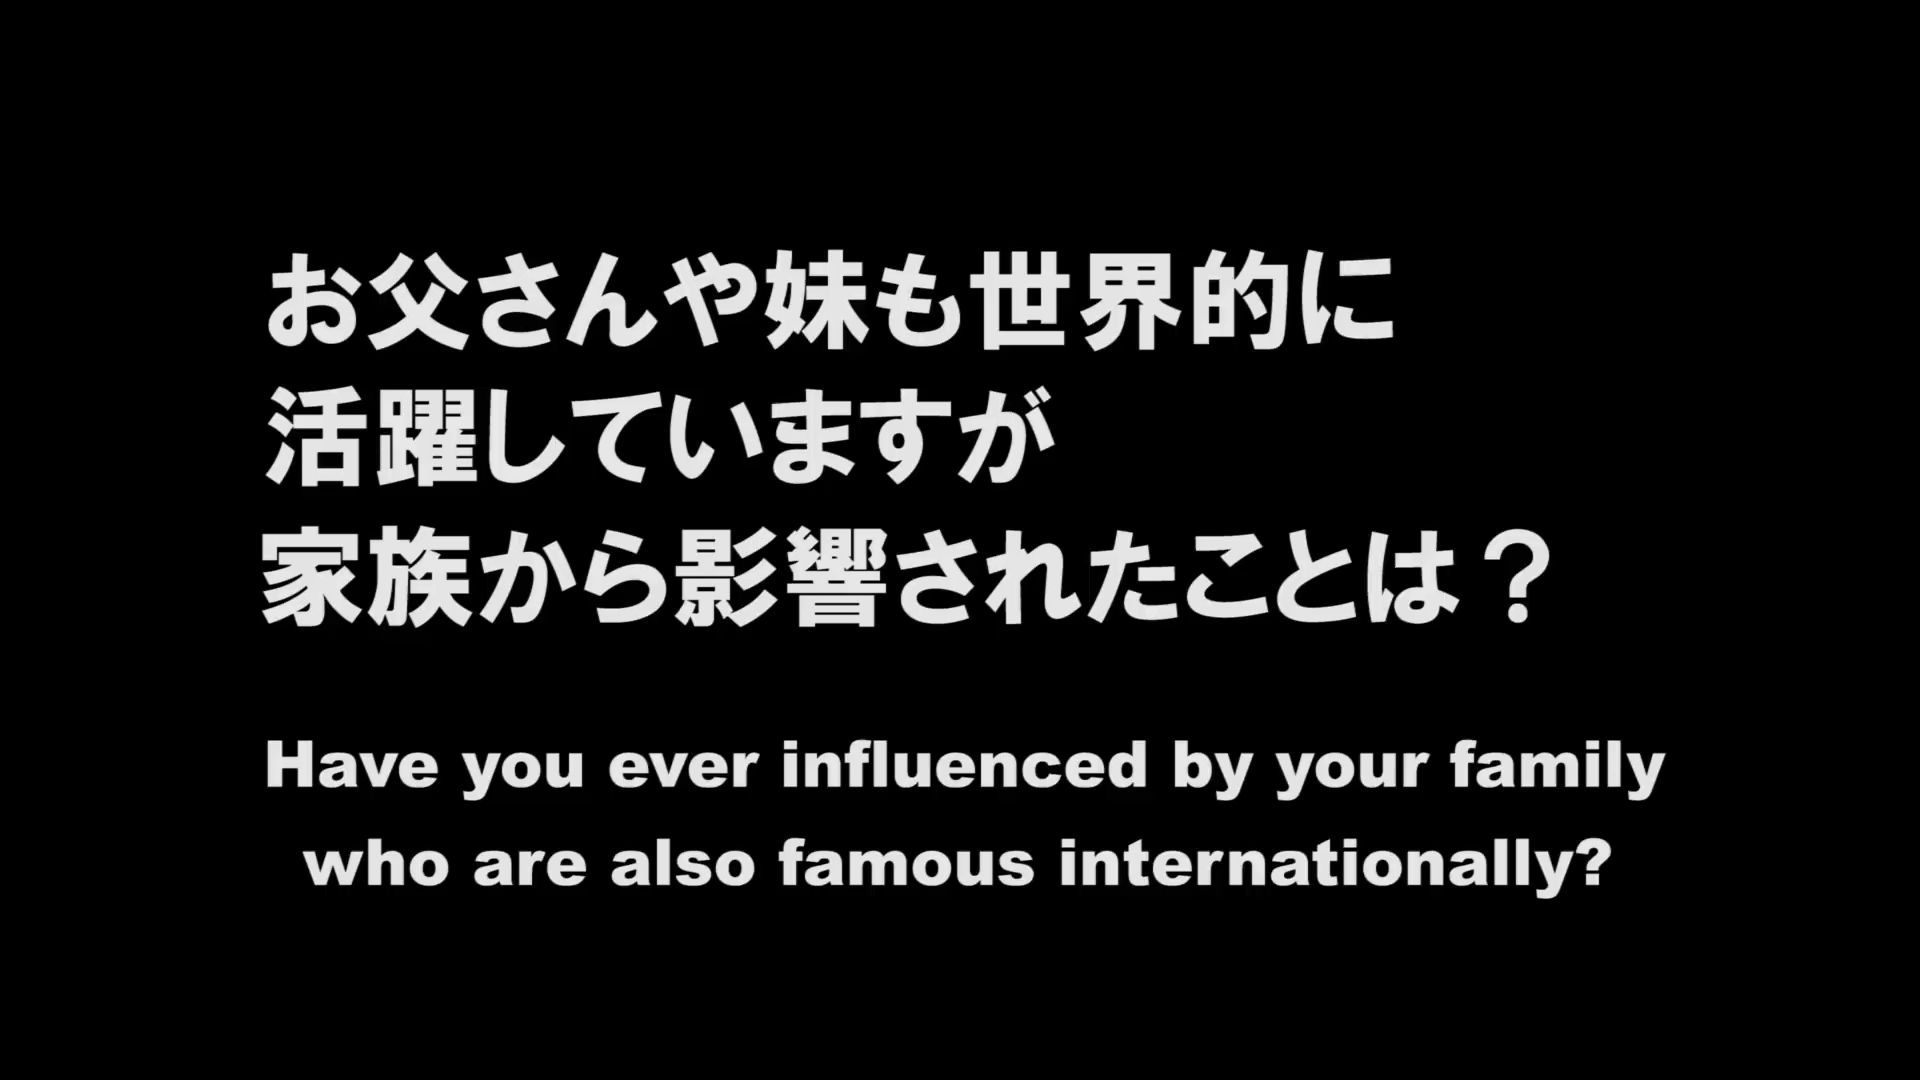 お父さんや妹も世界的に
活躍していますが
家族から影響されたことは？
Have you ever influenced by your family
who are also famous internationally?